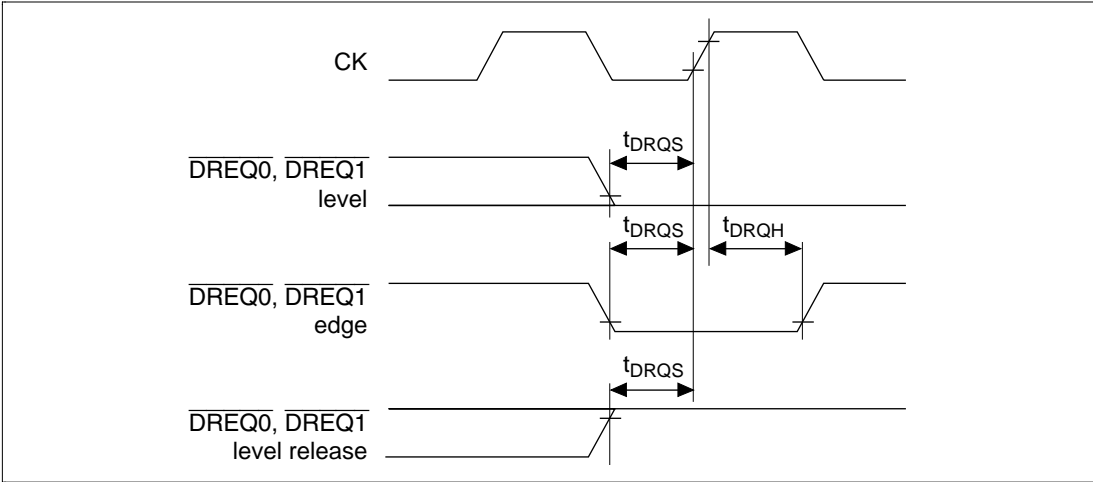 CK
tDRQS
DREQ0, DREQ1
level
tDRQS
tDRQH
DREQ0, DREQ1
edge
tDRQS
DREQ0, DREQ1
level release